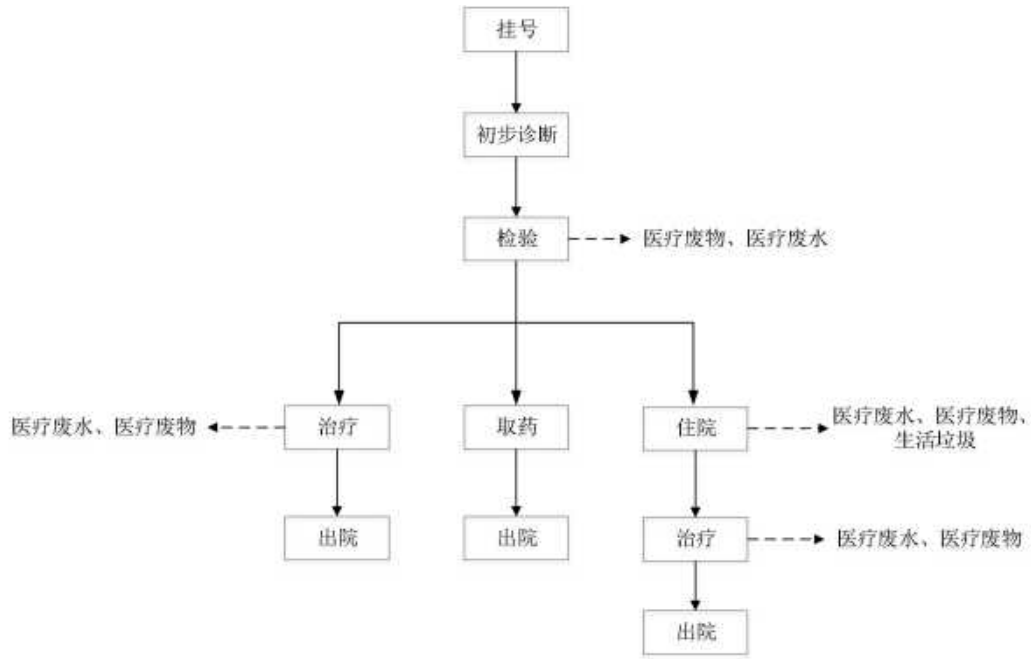 挂号
初步诊断
检验
医疗废物、医疗废水
医疗废水、医疗废物
治疗
取药
住院
医疗废水、医疗废物、
生活垃圾
出院
出院
治疗
医疗废水、医疗废物
出院